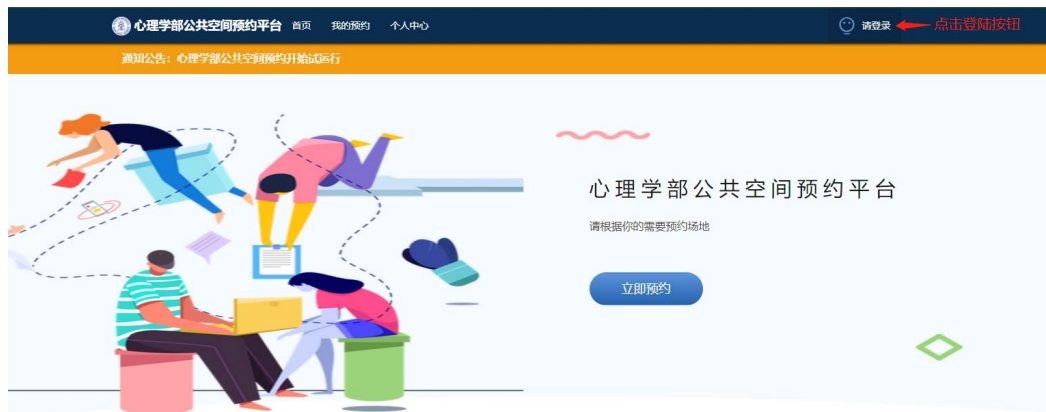 心理学部公共空间预约平台 首页 我的预约 个人中心 请登录 点击登陆按钮
通知公告：心理学部公共空间预约开始试运行
心理学部公共空间预约平台
请根据你的需要预约场地
立即预约